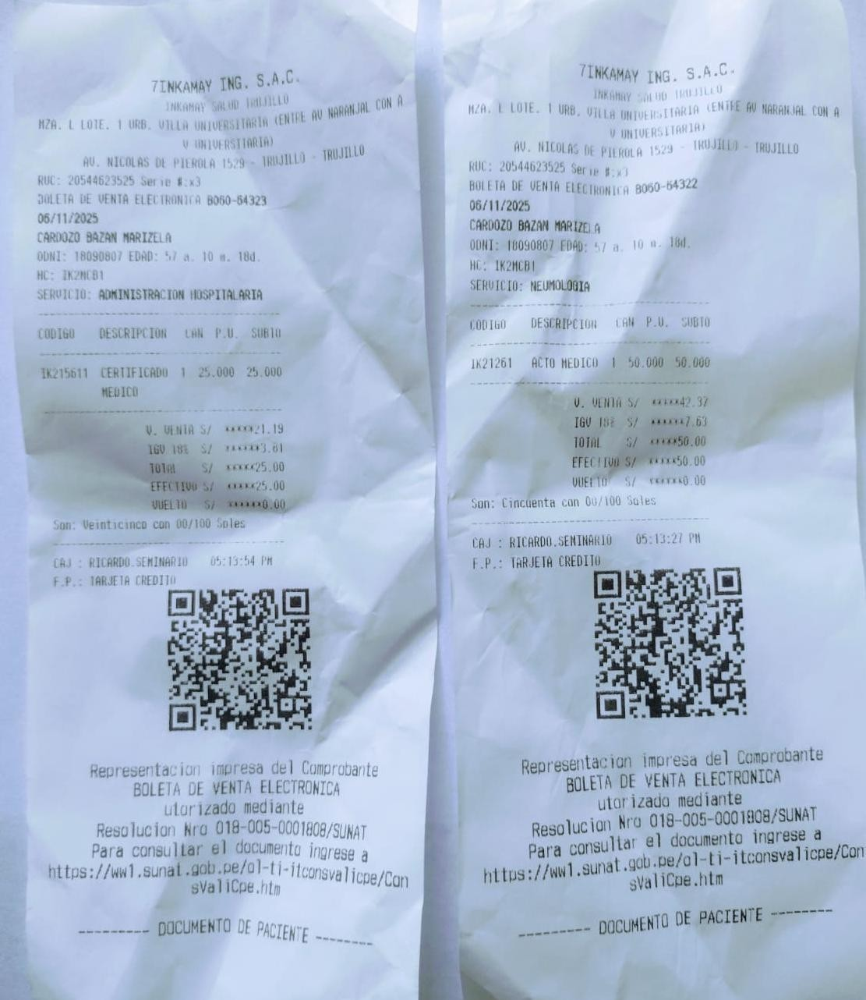 7INKAMAY ING. S.A.C.
INKAMAY SALUD TRUJILLO
MZA. L LOTE. 1 URB. VILLA UNIVERSITARIA (ENTRE AV NARANJAL CON A
V UNIVERSITARIA)
AV. NICOLAS DE PIEROLA 1529 - TRUJILLO - TRUJILLO
RUC: 20544623525 Serie #:x3
BOLETA DE VENTA ELECTRONICA B060-64323
06/11/2025
CARDOZO BAZAN MARIZELA
ODNI: 18090807 EDAD: 57 a. 10 m. 18d.
HC: IK2MCB1
SERVICIO: ADMINISTRACION HOSPITALARIA
CODIGO DESCRIPCION CAN P.U. SUBTO
IK215611 CERTIFICADO 1 25.000 25.000
MEDICO
V. VENTA S/ *****21.19
IGV 18% S/ ******3.81
TOTAL S/ *****25.00
EFECTIVO S/ *****25.00
VUELTO S/ ******0.00
Son: Veinticinco con 00/100 Soles
CAJ : RICARDO.SEMINARIO 05:13:54 PM
F.P.: TARJETA CREDITO
Representacion impresa del Comprobante
BOLETA DE VENTA ELECTRONICA
utorizado mediante
Resolucion Nro 018-005-0001808/SUNAT
Para consultar el documento ingrese a
https://ww1.sunat.gob.pe/ol-ti-itconsvalicpe/Con
sValiCpe.htm
--------- DOCUMENTO DE PACIENTE --------
7INKAMAY ING. S.A.C.
INKAMAY SALUD TRUJILLO
MZA. L LOTE. 1 URB. VILLA UNIVERSITARIA (ENTRE AV NARANJAL CON A
V UNIVERSITARIA)
AV. NICOLAS DE PIEROLA 1529 - TRUJILLO - TRUJILLO
RUC: 20544623525 Serie #:x3
BOLETA DE VENTA ELECTRONICA B060-64322
06/11/2025
CARDOZO BAZAN MARIZELA
ODNI: 18090807 EDAD: 57 a. 10 m. 18d.
HC: IK2MCB1
SERVICIO: NEUMOLOGIA
CODIGO DESCRIPCION CAN P.U. SUBTO
IK21261 ACTO MEDICO 1 50.000 50.000
V. VENTA S/ *****42.37
IGV 18% S/ ******7.63
TOTAL S/ *****50.00
EFECTIVO S/ *****50.00
VUELTO S/ ******0.00
Son: Cincuenta con 00/100 Soles
CAJ : RICARDO.SEMINARIO 05:13:27 PM
F.P.: TARJETA CREDITO
Representacion impresa del Comprobante
BOLETA DE VENTA ELECTRONICA
utorizado mediante
Resolucion Nro 018-005-0001808/SUNAT
Para consultar el documento ingrese a
https://ww1.sunat.gob.pe/ol-ti-itconsvalicpe/Con
sValiCpe.htm
--------- DOCUMENTO DE PACIENTE --------